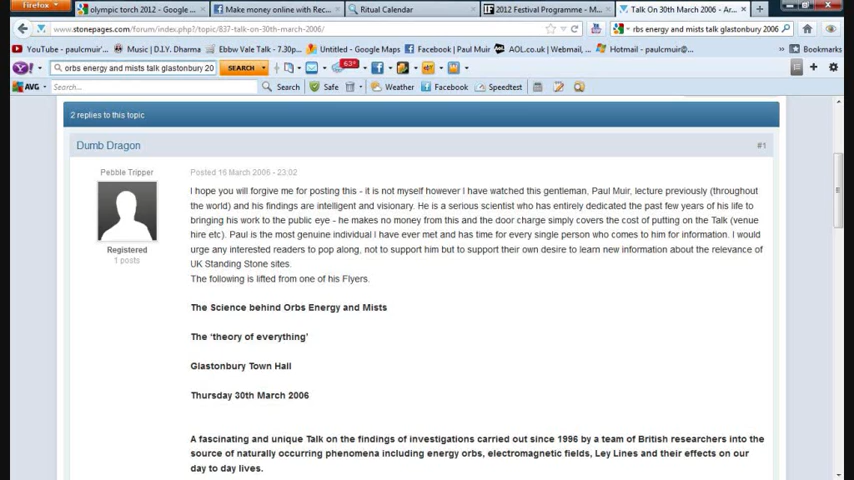 Firefox
olympic torch 2012 - Google ...
Make money online with Rec...
Ritual Calendar
2012 Festival Programme - M...
Talk On 30th March 2006 - Ar...
www.stonepages.com/forum/index.php?/topic/837-talk-on-30th-march-2006/
rbs energy and mists talk glastonbury 2006
YouTube - paulcmuir'...
Music | D.I.V. Dharma
Ebbw Vale Talk - 7.30p...
Untitled - Google Maps
Facebook | Paul Muir
AOL.co.uk | Webmail, ...
Hotmail - paulcmuir@...
Bookmarks
orbs energy and mists talk glastonbury 20
SEARCH
63°
AVG
Search...
Search
Safe
Weather
Facebook
Speedtest
2 replies to this topic
Dumb Dragon
#1
Pebble Tripper
Registered
1 posts
Posted 16 March 2006 - 23:02
I hope you will forgive me for posting this - it is not myself however I have watched this gentleman, Paul Muir, lecture previously (throughout
the world) and his findings are intelligent and visionary. He is a serious scientist who has entirely dedicated the past few years of his life to
bringing his work to the public eye - he makes no money from this and the door charge simply covers the cost of putting on the Talk (venue
hire etc). Paul is the most genuine individual I have ever met and has time for every single person who comes to him for information. I would
urge any interested readers to pop along, not to support him but to support their own desire to learn new information about the relevance of
UK Standing Stone sites.
The following is lifted from one of his Flyers.
The Science behind Orbs Energy and Mists
The ‘theory of everything’
Glastonbury Town Hall
Thursday 30th March 2006
A fascinating and unique Talk on the findings of investigations carried out since 1996 by a team of British researchers into the
source of naturally occurring phenomena including energy orbs, electromagnetic fields, Ley Lines and their effects on our
day to day lives.